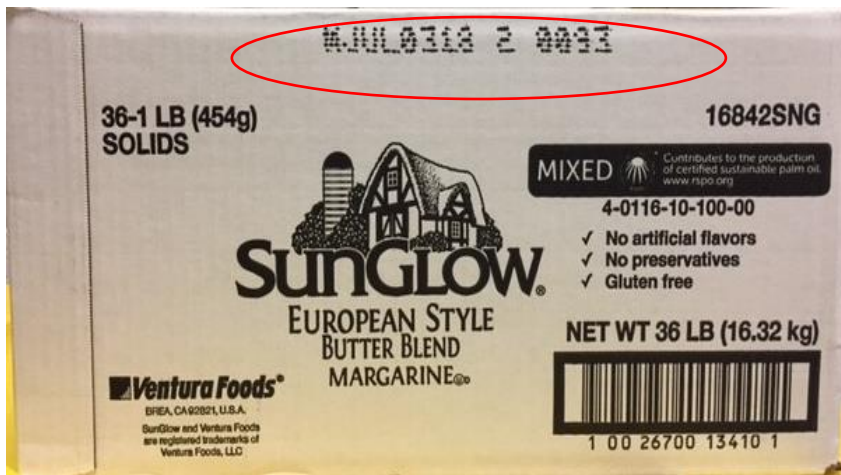 WJUL0318 2 0093
36-1 LB (454g)
SOLIDS
16842SNG
MIXED
Contributes to the production
of certified sustainable palm oil.
www.rspo.org
4-0116-10-100-00
✓ No artificial flavors
✓ No preservatives
✓ Gluten free
SUNGLOW®
EUROPEAN STYLE
BUTTER BLEND
MARGARINE
NET WT 36 LB (16.32 kg)
Ventura Foods®
BREA, CA 92821, U.S.A.
SunGlow and Ventura Foods
are registered trademarks of
Ventura Foods, LLC
1 00 26700 13410 1